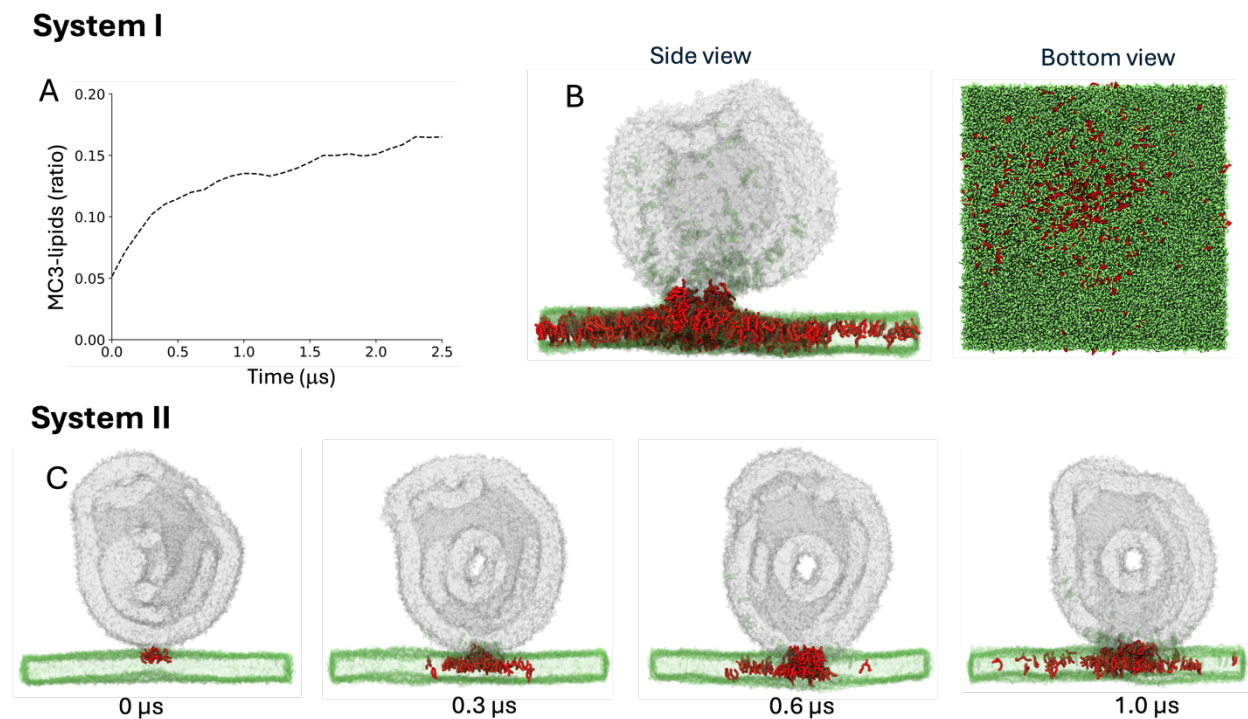 System I
A
0.20
0.15
0.10
0.05
0.00
MC3-lipids (ratio)
0.0 0.5 1.0 1.5 2.0 2.5
Time (μs)
Side view
B
Bottom view
System II
C
0 μs
0.3 μs
0.6 μs
1.0 μs